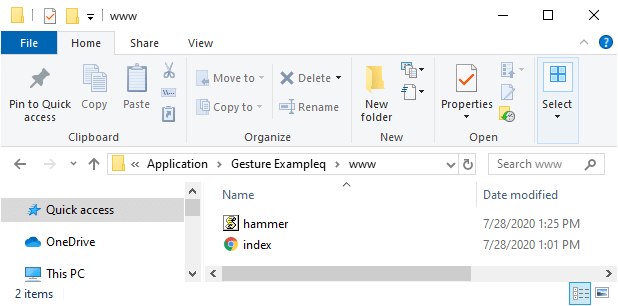 www
File Home Share View
Pin to Quick access
Copy
Paste
Move to
Copy to
Delete
Rename
New folder
Properties
Select
Clipboard Organize New Open
« Application › Gesture Exampleq › www
Search www
Name Date modified
Quick access
OneDrive
This PC
hammer 7/28/2020 1:25 PM
index 7/28/2020 1:01 PM
2 items